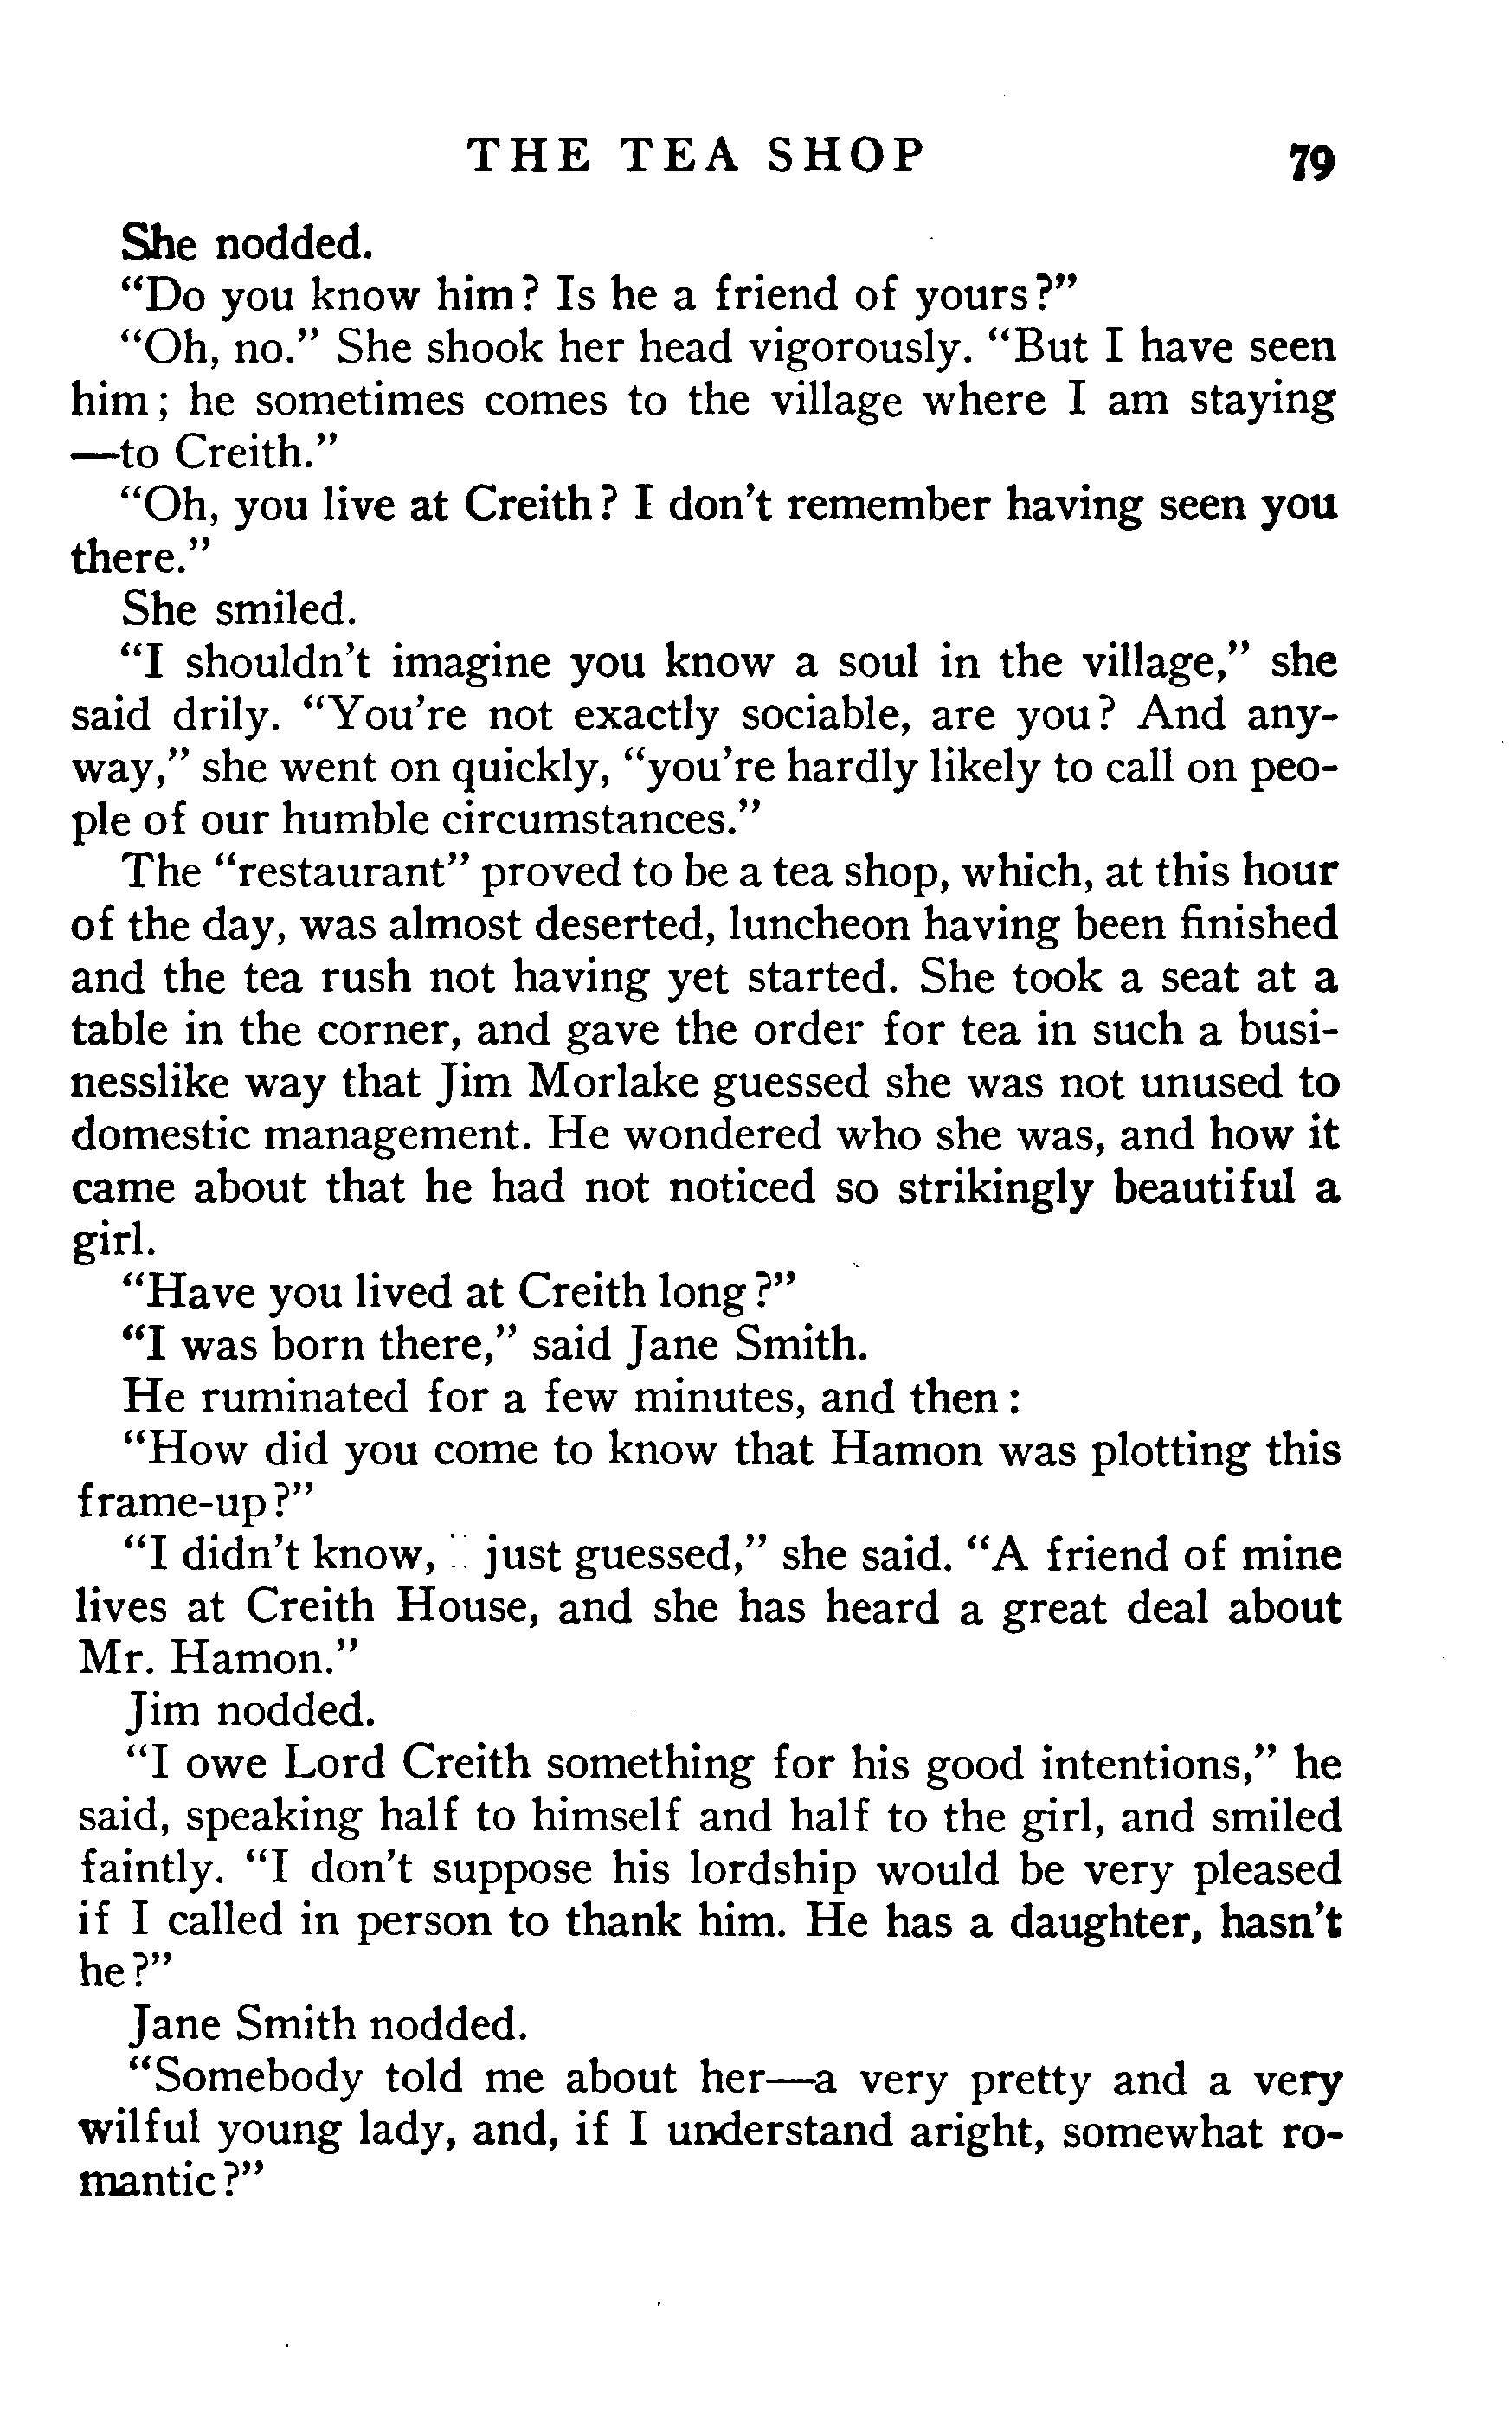 THE TEA SHOP 79
She nodded.
“Do you know him? Is he a friend of yours?”
“Oh, no.” She shook her head vigorously. “But I have seen
him; he sometimes comes to the village where I am staying
—to Creith.”
“Oh, you live at Creith? I don't remember having seen you
there.”
She smiled.
“I shouldn't imagine you know a soul in the village,” she
said drily. “You're not exactly sociable, are you? And any-
way,” she went on quickly, “you're hardly likely to call on peo-
ple of our humble circumstances.”
The “restaurant” proved to be a tea shop, which, at this hour
of the day, was almost deserted, luncheon having been finished
and the tea rush not having yet started. She took a seat at a
table in the corner, and gave the order for tea in such a busi-
nesslike way that Jim Morlake guessed she was not unused to
domestic management. He wondered who she was, and how it
came about that he had not noticed so strikingly beautiful a
girl.
“Have you lived at Creith long?”
“I was born there,” said Jane Smith.
He ruminated for a few minutes, and then:
“How did you come to know that Hamon was plotting this
frame-up?”
“I didn't know, just guessed,” she said. “A friend of mine
lives at Creith House, and she has heard a great deal about
Mr. Hamon.”
Jim nodded.
“I owe Lord Creith something for his good intentions,” he
said, speaking half to himself and half to the girl, and smiled
faintly. “I don't suppose his lordship would be very pleased
if I called in person to thank him. He has a daughter, hasn't
he?”
Jane Smith nodded.
“Somebody told me about her—a very pretty and a very
wilful young lady, and, if I understand aright, somewhat ro-
mantic?”